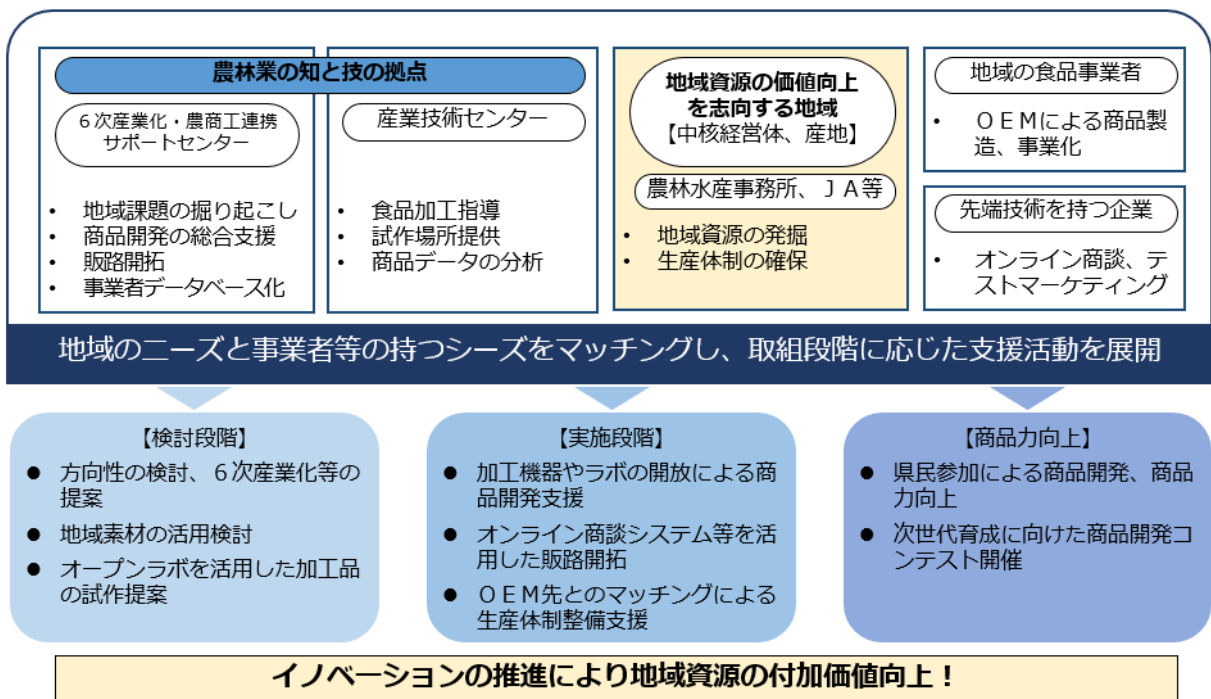 農林業の知と技の拠点
６次産業化・農商工連携
サポートセンター
• 地域課題の掘り起こし
• 商品開発の総合支援
• 販路開拓
• 事業者データベース化
産業技術センター
• 食品加工指導
• 試作場所提供
• 商品データの分析
地域資源の価値向上
を志向する地域
【中核経営体、産地】
農林水産事務所、ＪＡ等
• 地域資源の発掘
• 生産体制の確保
地域の食品事業者
• ＯＥＭによる商品製
造、事業化
先端技術を持つ企業
• オンライン商談、テ
ストマーケティング
地域のニーズと事業者等の持つシーズをマッチングし、取組段階に応じた支援活動を展開
【検討段階】
● 方向性の検討、６次産業化等の
提案
● 地域素材の活用検討
● オープンラボを活用した加工品
の試作提案
【実施段階】
● 加工機器やラボの開放による商
品開発支援
● オンライン商談システム等を活
用した販路開拓
● ＯＥＭ先とのマッチングによる
生産体制整備支援
【商品力向上】
● 県民参加による商品開発、商品
力向上
● 次世代育成に向けた商品開発コ
ンテスト開催
イノベーションの推進により地域資源の付加価値向上！